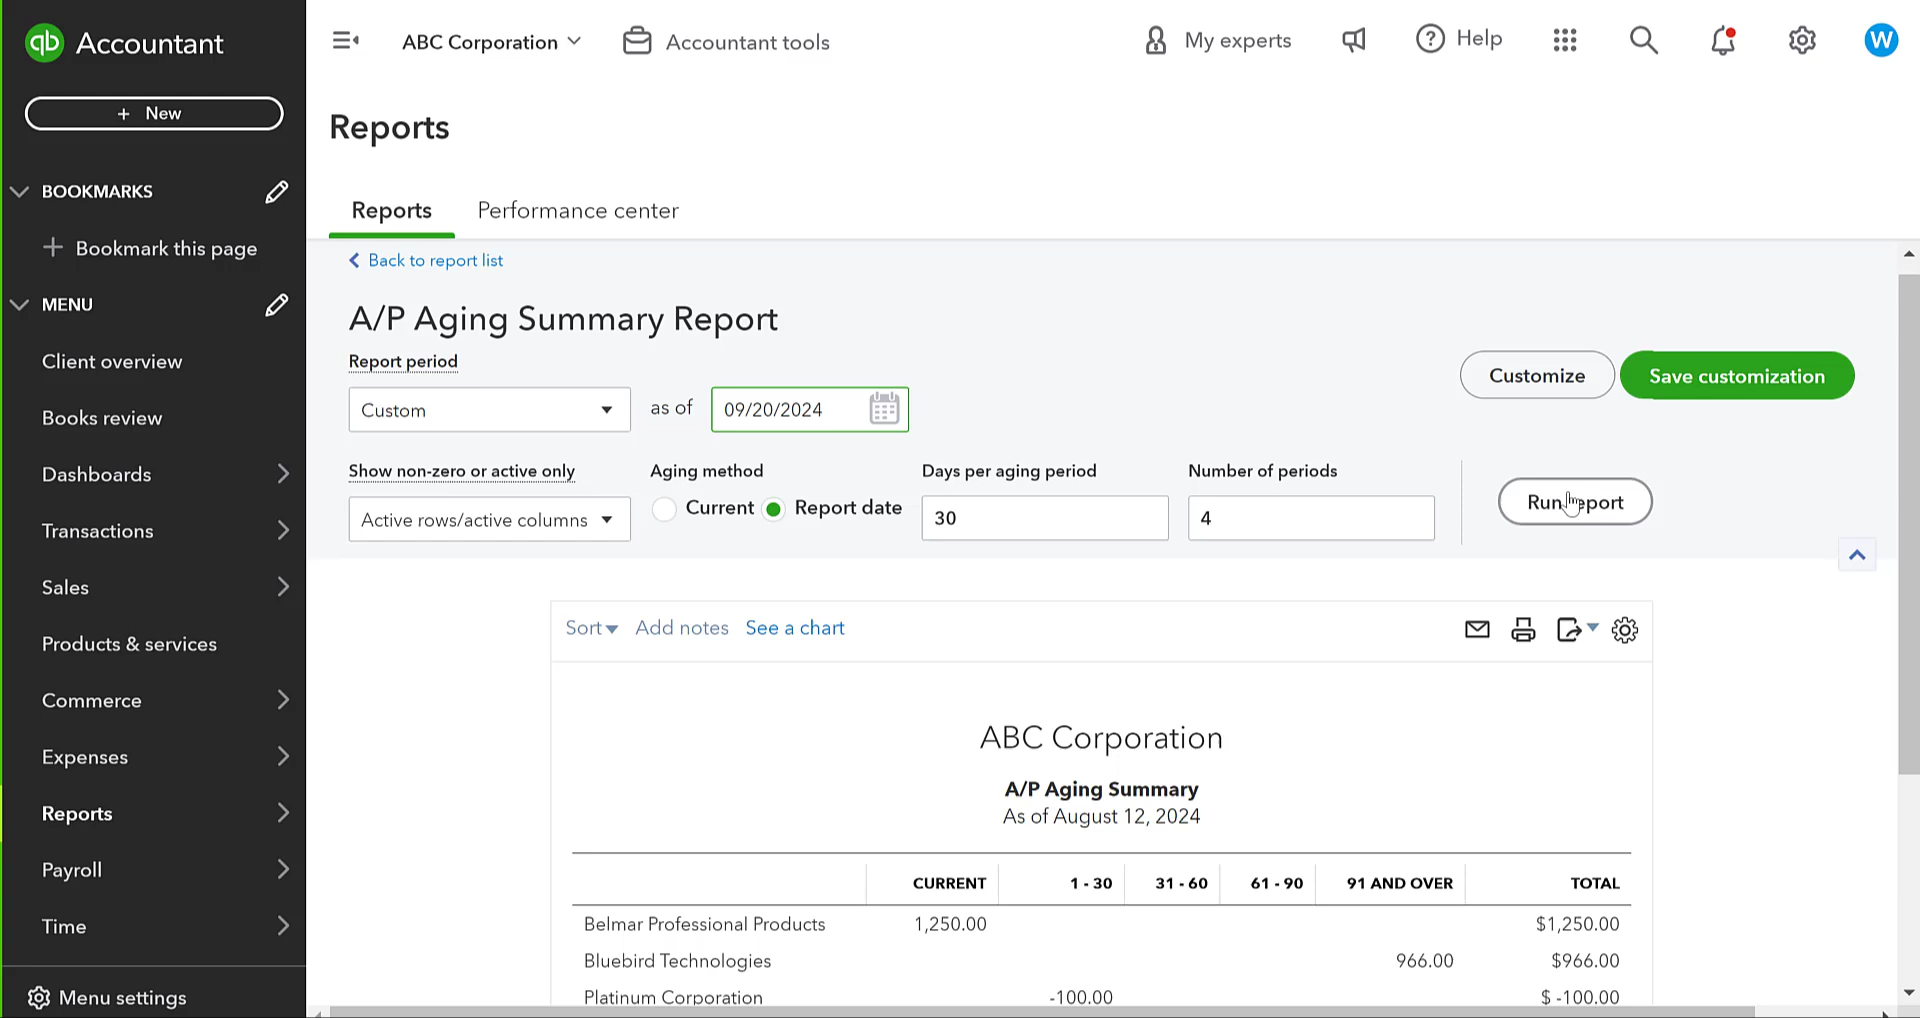 qb Accountant
ABC Corporation
Accountant tools
My experts
Help
W
+ New
Reports
BOOKMARKS
Bookmark this page
Reports Performance center
MENU
Back to report list
A/P Aging Summary Report
Client overview
Report period
Customize Save customization
Books review
Custom as of 09/20/2024
Dashboards
Show non-zero or active only Aging method Days per aging period Number of periods
Transactions
Active rows/active columns Current Report date 30 4
Run report
Sales
Sort Add notes See a chart
Products & services
Commerce
ABC Corporation
Expenses
A/P Aging Summary
As of August 12, 2024
Reports
Payroll
CURRENT 1 - 30 31 - 60 61 - 90 91 AND OVER TOTAL
Time
Belmar Professional Products 1,250.00 $1,250.00
Bluebird Technologies 966.00 $966.00
Menu settings
Platinum Corporation -100.00 $ -100.00